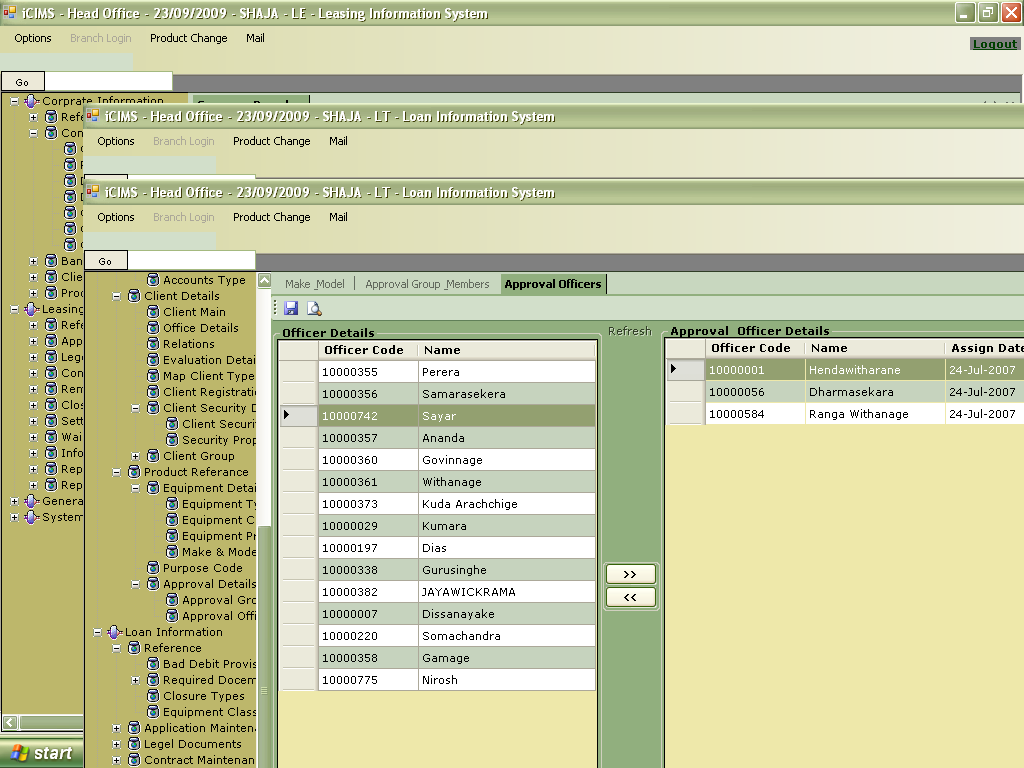 iCIMS - Head Office - 23/09/2009 - SHAJA - LE - Leasing Information System
Options Branch Login Product Change Mail
Logout
Go
Corprate Information
iCIMS - Head Office - 23/09/2009 - SHAJA - LT - Loan Information System
Options Branch Login Product Change Mail
iCIMS - Head Office - 23/09/2009 - SHAJA - LT - Loan Information System
Options Branch Login Product Change Mail
Go
Refe
Con
Ban
Clie
Proc
Leasing
Refe
App
Lega
Con
Rem
Clos
Sett
Wai
Info
Rep
Rep
Genera
System
Accounts Type
Client Details
Client Main
Office Details
Relations
Evaluation Detai
Map Client Type
Client Registratio
Client Security D
Client Securi
Security Prop
Client Group
Product Referance
Equipment Detai
Equipment Ty
Equipment C
Equipment Pr
Make & Mode
Purpose Code
Approval Details
Approval Gro
Approval Offi
Loan Information
Reference
Bad Debit Provis
Required Docem
Closure Types
Equipment Class
Application Mainten
Legel Documents
Contract Maintenan
Make_Model Approval Group_Members Approval Officers
Officer Details
Officer Code Name
10000355 Perera
10000356 Samarasekera
10000742 Sayar
10000357 Ananda
10000360 Govinnage
10000361 Withanage
10000373 Kuda Arachchige
10000029 Kumara
10000197 Dias
10000338 Gurusinghe
10000382 JAYAWICKRAMA
10000007 Dissanayake
10000220 Somachandra
10000358 Gamage
10000775 Nirosh
Refresh
>>
<<
Approval Officer Details
Officer Code Name Assign Date
10000001 Hendawitharane 24-Jul-2007
10000056 Dharmasekara 24-Jul-2007
10000584 Ranga Withanage 24-Jul-2007
start